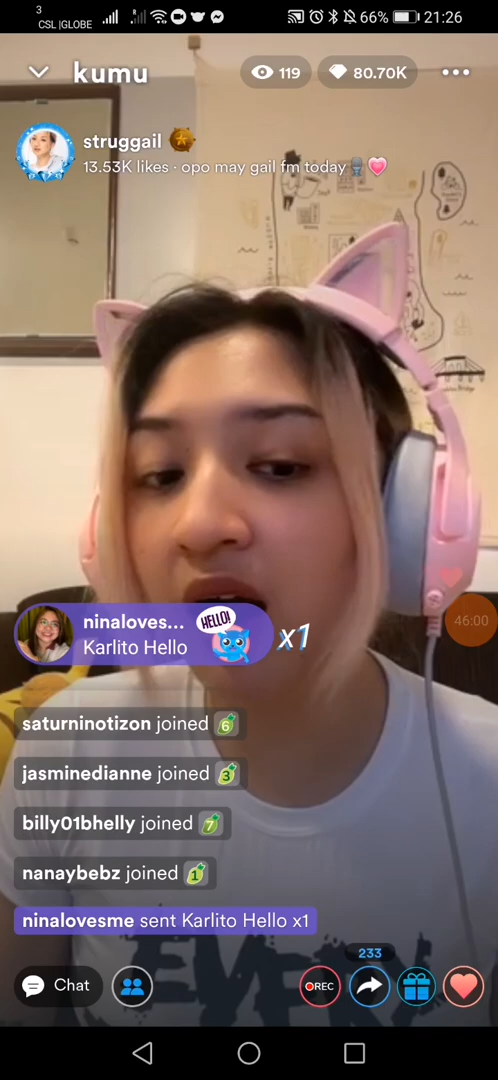 3
CSL |GLOBE
66%
21:26
kumu
119
80.70K
struggail
13.53K likes · opo may gail fm today
HELLO!
ninaloves...
Karlito Hello
x1
46:00
saturninotizon joined 6
jasminedianne joined 3
billy01bhelly joined 7
nanaybebz joined 1
ninalovesme sent Karlito Hello x1
233
Chat
REC